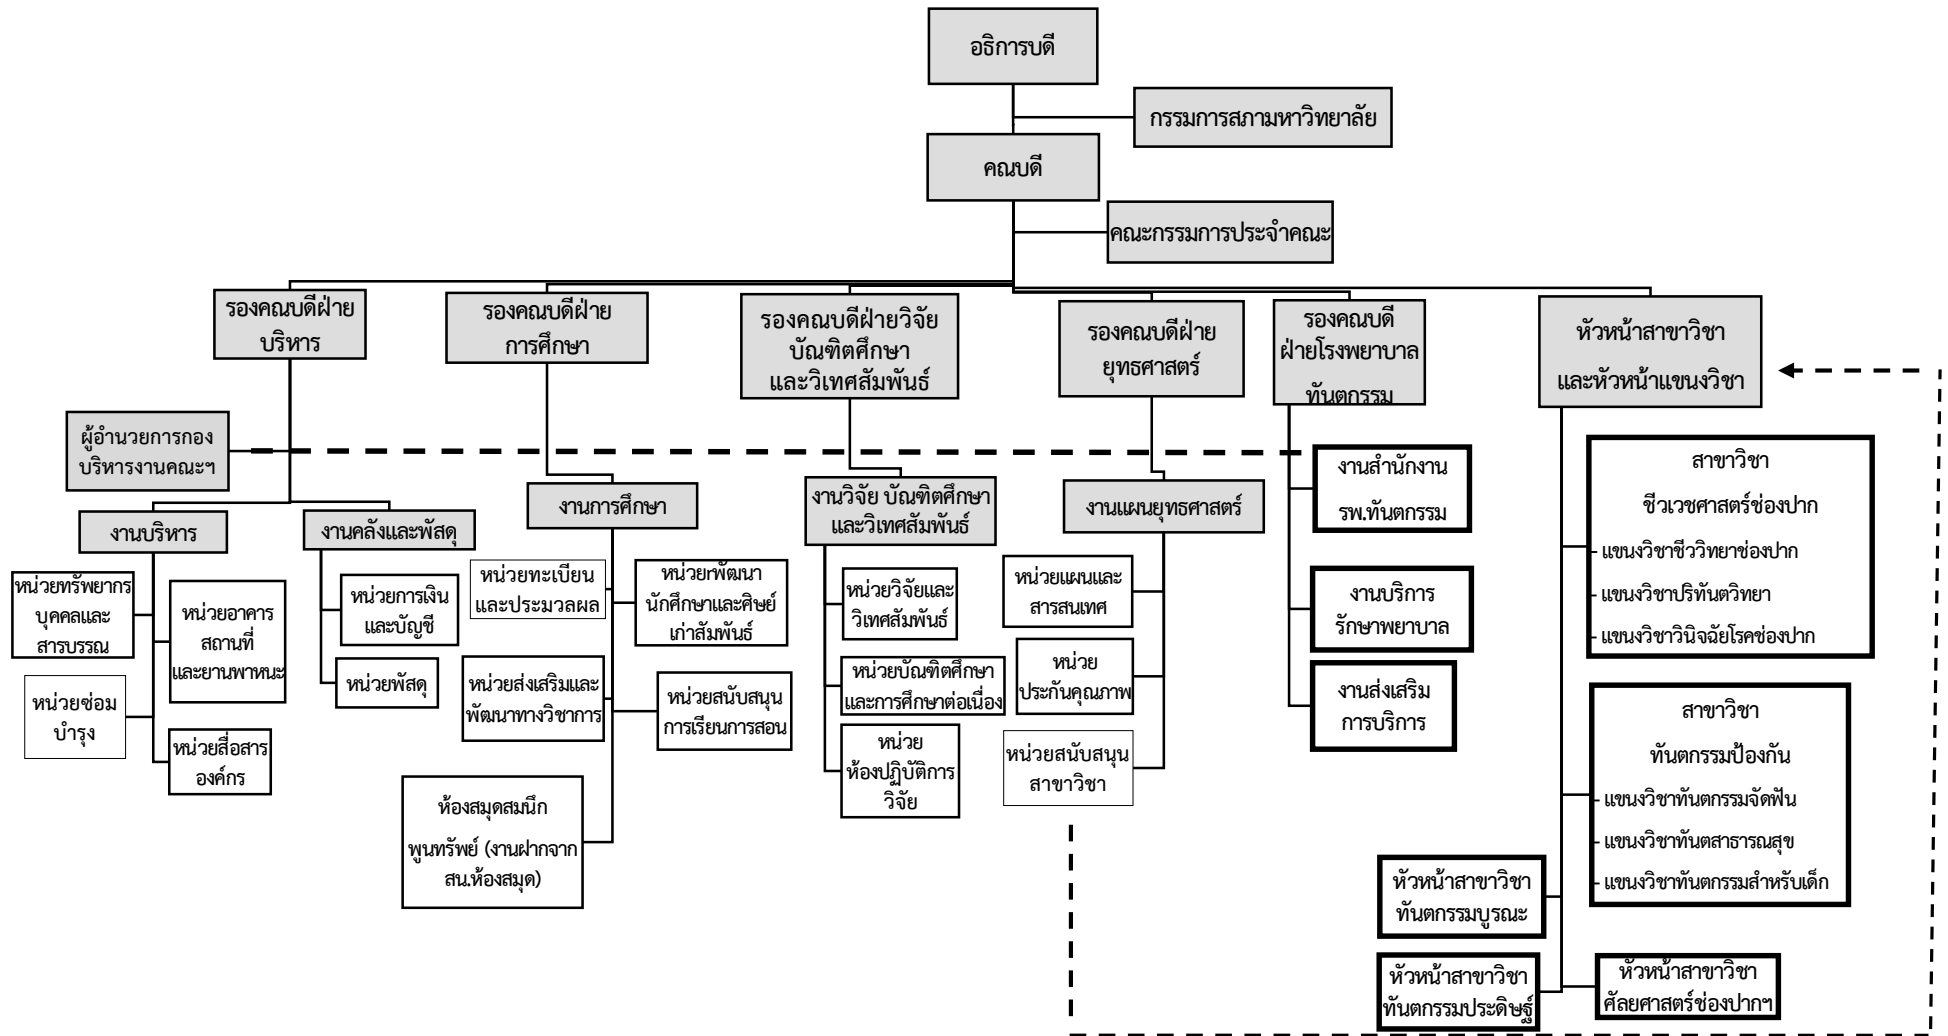 อธิการบดี
กรรมการสภามหาวิทยาลัย
คณบดี
คณะกรรมการประจำคณะ
รองคณบดีฝ่าย
บริหาร
รองคณบดีฝ่าย
การศึกษา
รองคณบดีฝ่ายวิจัย
บัณฑิตศึกษา
และวิเทศสัมพันธ์
รองคณบดีฝ่าย
ยุทธศาสตร์
รองคณบดี
ฝ่ายโรงพยาบาล
ทันตกรรม
หัวหน้าสาขาวิชา
และหัวหน้าแขนงวิชา
ผู้อำนวยการกอง
บริหารงานคณะฯ
งานบริหาร
งานคลังและพัสดุ
งานการศึกษา
งานวิจัย บัณฑิตศึกษา
และวิเทศสัมพันธ์
งานแผนยุทธศาสตร์
งานสำนักงาน
รพ.ทันตกรรม
งานบริการ
รักษาพยาบาล
งานส่งเสริม
การบริการ
หน่วยทรัพยากร
บุคคลและ
สารบรรณ
หน่วยอาคาร
สถานที่
และยานพาหนะ
หน่วยซ่อม
บำรุง
หน่วยสื่อสาร
องค์กร
หน่วยการเงิน
และบัญชี
หน่วยพัสดุ
หน่วยทะเบียน
และประมวลผล
หน่วยrพัฒนา
นักศึกษาและศิษย์
เก่าสัมพันธ์
หน่วยส่งเสริมและ
พัฒนาทางวิชาการ
หน่วยสนับสนุน
การเรียนการสอน
ห้องสมุดสมนึก
พูนทรัพย์ (งานฝากจาก
สน.ห้องสมุด)
หน่วยวิจัยและ
วิเทศสัมพันธ์
หน่วยบัณฑิตศึกษา
และการศึกษาต่อเนื่อง
หน่วย
ห้องปฏิบัติการ
วิจัย
หน่วยแผนและ
สารสนเทศ
หน่วย
ประกันคุณภาพ
หน่วยสนับสนุน
สาขาวิชา
สาขาวิชา
ชีวเวชศาสตร์ช่องปาก
- แขนงวิชาชีววิทยาช่องปาก
- แขนงวิชาปริทันตวิทยา
- แขนงวิชาวินิจฉัยโรคช่องปาก
สาขาวิชา
ทันตกรรมป้องกัน
- แขนงวิชาทันตกรรมจัดฟัน
- แขนงวิชาทันตสาธารณสุข
- แขนงวิชาทันตกรรมสำหรับเด็ก
หัวหน้าสาขาวิชา
ทันตกรรมบูรณะ
หัวหน้าสาขาวิชา
ทันตกรรมประดิษฐ์
หัวหน้าสาขาวิชา
ศัลยศาสตร์ช่องปากฯ